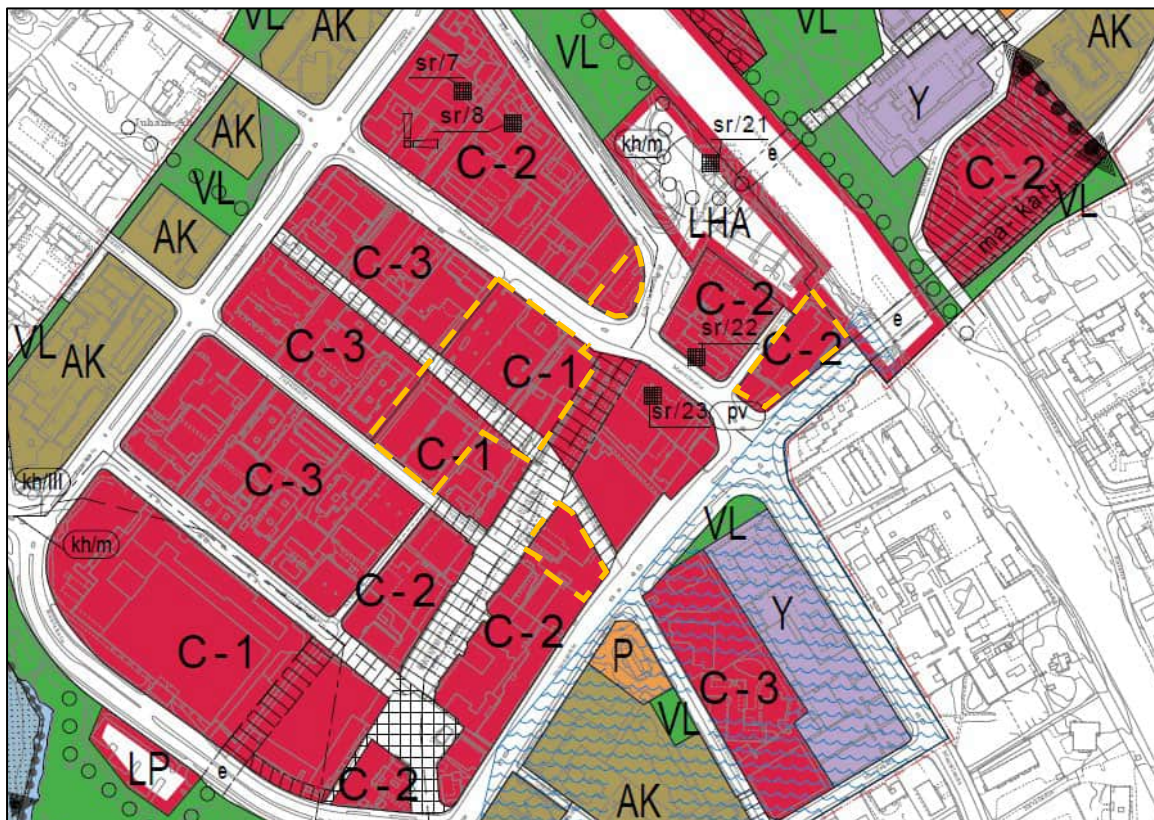 VL
AK
VL
AK
sr/7
sr/8
C-2
VL
kh/m
sr/21
e
Y
C-2
VL
ma-karu
AK
VL
AK
LHA
C-3
C-2
sr/22
C-2
e
VL
AK
C-3
C-1
sr/23
pv
C-1
kh/III
kh/m
C-3
VL
C-2
C-2
Y
C-1
P
C-3
VL
LP
e
C-2
AK
Y